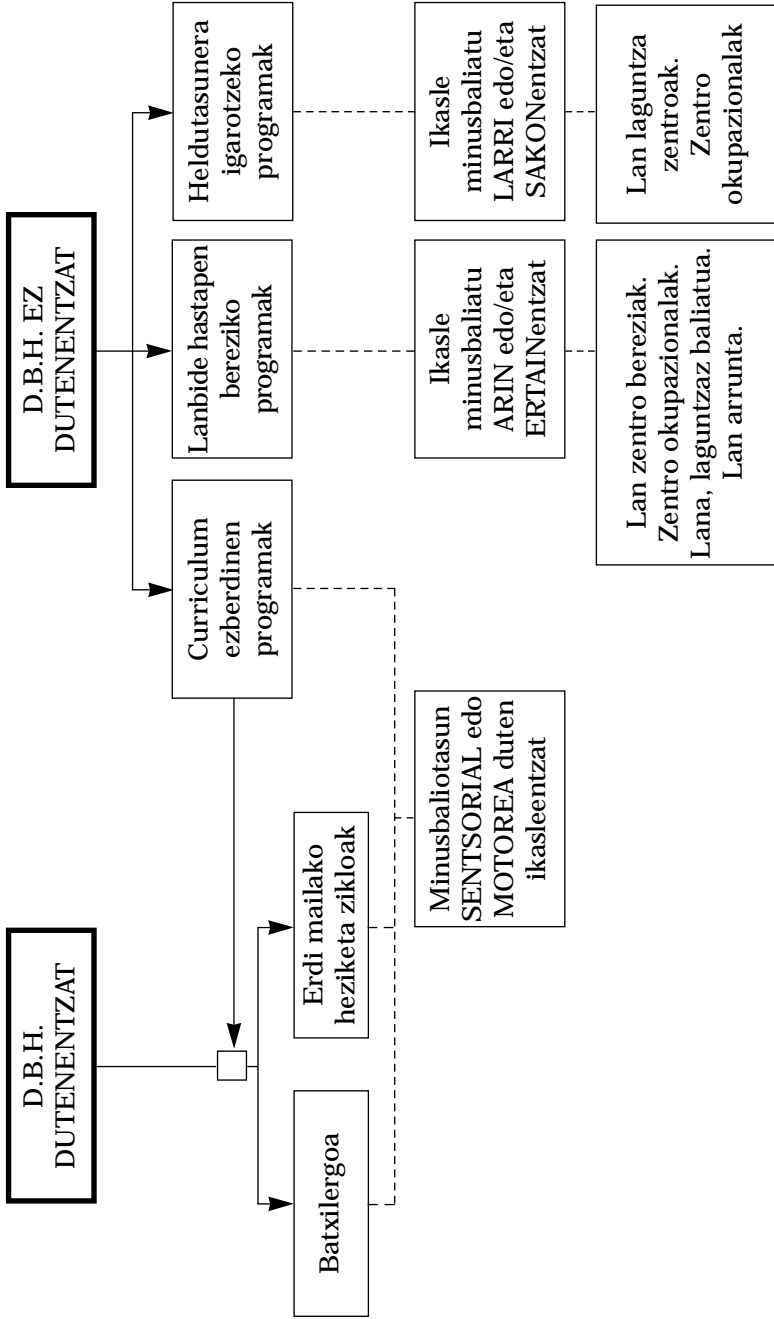 D.B.H.
DUTENENTZAT
D.B.H. EZ
DUTENENTZAT
Curriculum
ezberdinen
programak
Lanbide hastapen
bereziko
programak
Heldutasunera
igarotzeko
programak
Batxilergoa
Erdi mailako
heziketa zikloak
Minusbaliotasun
SENTSORIAL edo
MOTOREA duten
ikasleentzat
Ikasle
minusbaliatu
ARIN edo/eta
ERTAINentzat
Ikasle
minusbaliatu
LARRI edo/eta
SAKONentzat
Lan zentro bereziak.
Zentro okupazionalak.
Lana, laguntzaz baliatua.
Lan arrunta.
Lan laguntza
zentroak.
Zentro
okupazionalak